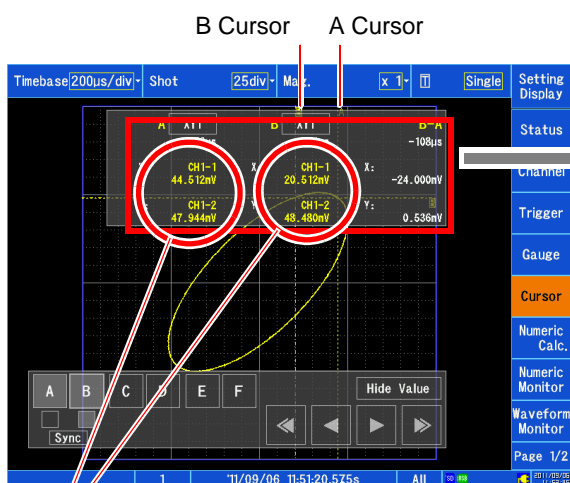 B Cursor A Cursor
Timebase 200µs/div Shot 25div Mag. x 1 Single Setting Display
A XY1 B XY1 B-A
-108µs
Status
CH1-1 X CH1-1 X:
44.512mV 20.512mV -24.000mV
Channel
CH1-2 CH1-2 Y:
47.944mV 48.480mV 0.536mV
Trigger
Gauge
Cursor
Numeric Calc.
Numeric Monitor
A B C D E F Hide Value
Waveform Monitor
Sync
Page 1/2
1 '11/09/06 11:51:20.575s All SD